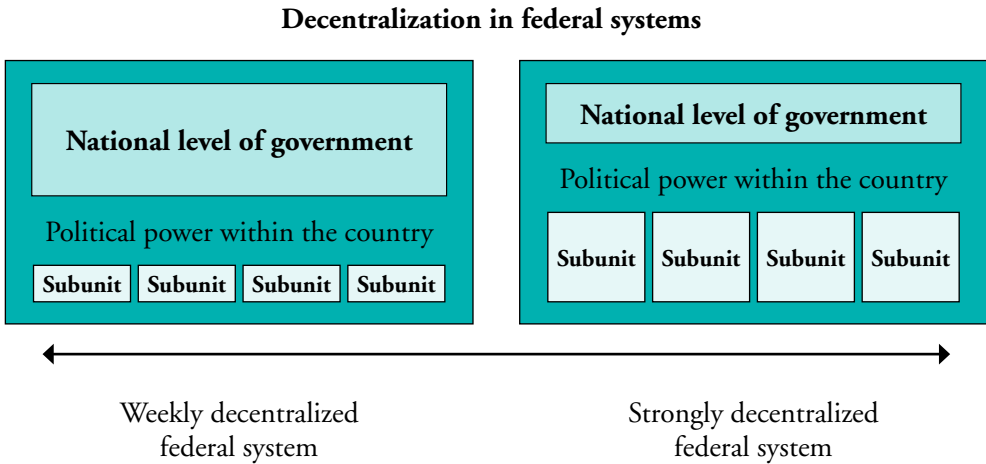 Decentralization in federal systems
National level of government
Political power within the country
Subunit Subunit Subunit Subunit
National level of government
Political power within the country
Subunit Subunit Subunit Subunit
Weekly decentralized
federal system
Strongly decentralized
federal system